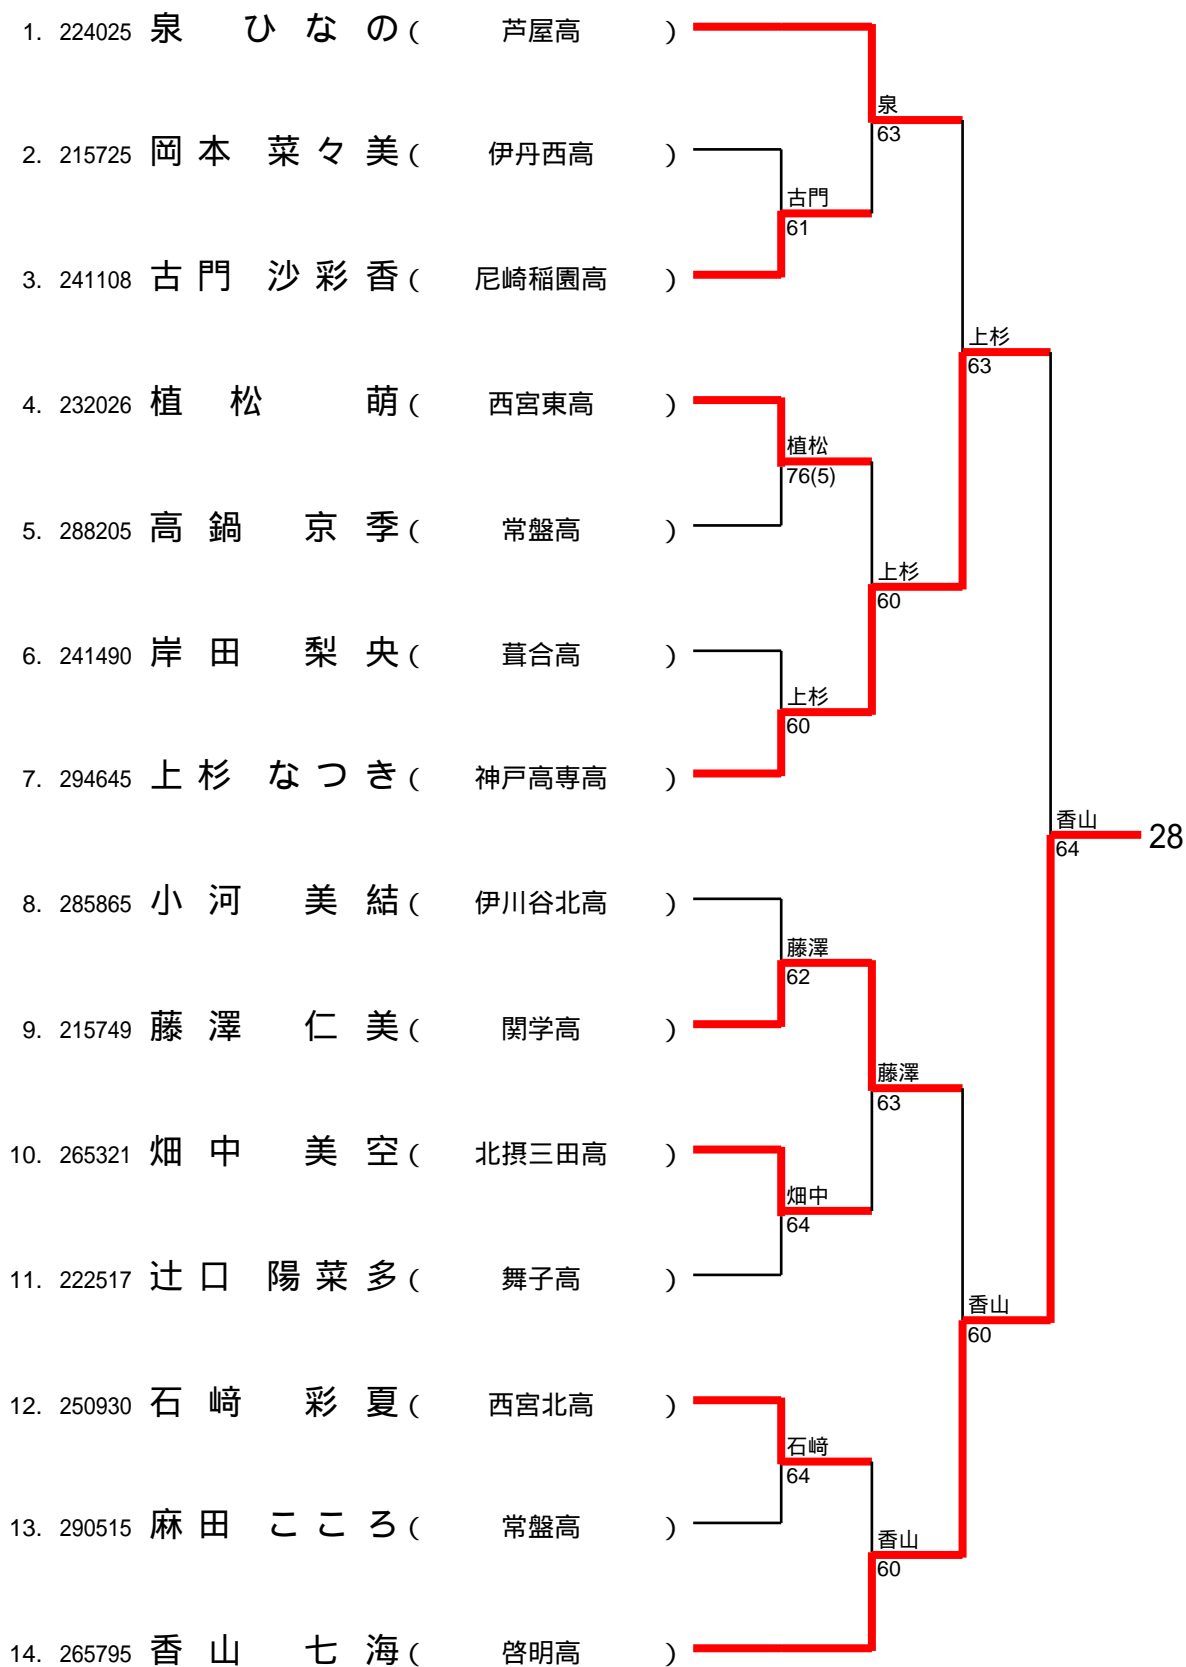 1. 224025 泉 ひなの ( 芦屋高 )
泉
63
2. 215725 岡本 菜々美 ( 伊丹西高 )
古門
61
3. 241108 古門 沙彩香 ( 尼崎稲園高 )
上杉
63
4. 232026 植松 萌 ( 西宮東高 )
植松
76(5)
5. 288205 高鍋 京季 ( 常盤高 )
上杉
60
6. 241490 岸田 梨央 ( 葺合高 )
上杉
60
7. 294645 上杉 なつき ( 神戸高専高 )
香山
64
28
8. 285865 小河 美結 ( 伊川谷北高 )
藤澤
62
9. 215749 藤澤 仁美 ( 関学高 )
藤澤
63
10. 265321 畑中 美空 ( 北摂三田高 )
畑中
64
11. 222517 辻口 陽菜多 ( 舞子高 )
香山
60
12. 250930 石﨑 彩夏 ( 西宮北高 )
石﨑
64
13. 290515 麻田 こころ ( 常盤高 )
香山
60
14. 265795 香山 七海 ( 啓明高 )